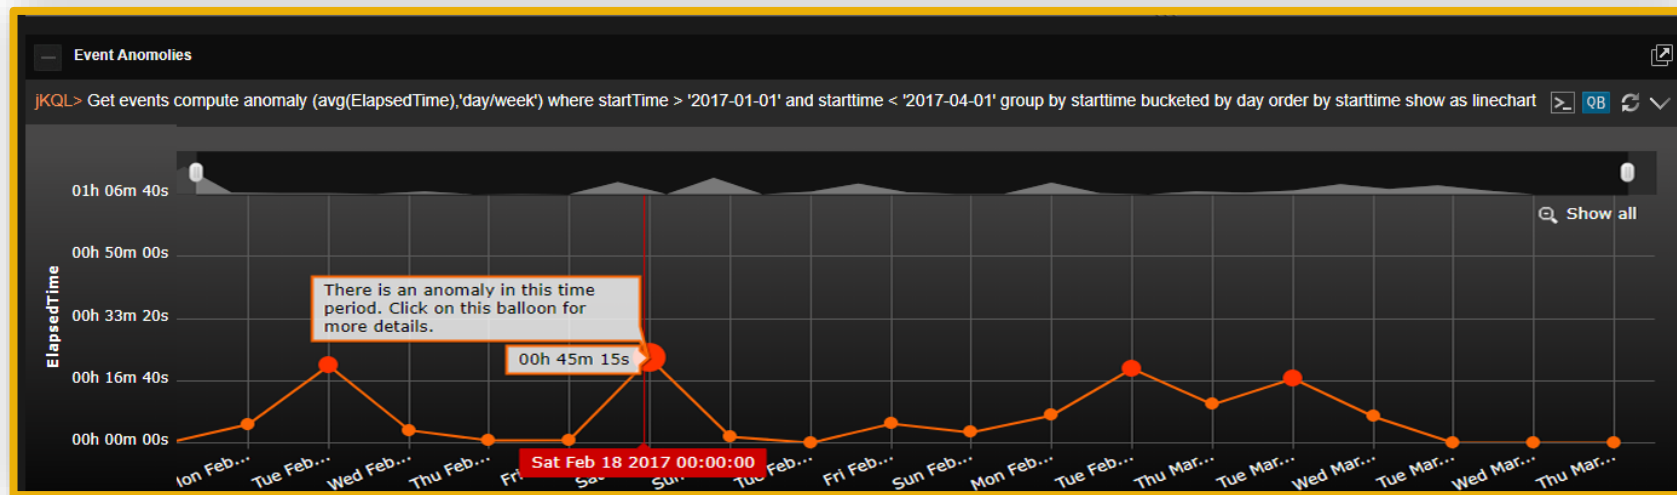 Event Anomolies
jKQL> Get events compute anomaly (avg(ElapsedTime),'day/week') where startTime > '2017-01-01' and starttime < '2017-04-01' group by starttime bucketed by day order by starttime show as linechart
QB
01h 06m 40s
Show all
00h 50m 00s
There is an anomaly in this time
period. Click on this balloon for
more details.
00h 33m 20s
ElapsedTime
00h 45m 15s
00h 16m 40s
00h 00m 00s
Sat Feb 18 2017 00:00:00
Mon Feb...
Tue Feb...
Wed Feb...
Thu Feb...
Tue Feb...
Fri Feb...
Sun Feb...
Mon Feb...
Tue Feb...
Thu Mar...
Tue Mar...
Wed Mar...
Tue Mar...
Wed Mar...
Thu Mar...